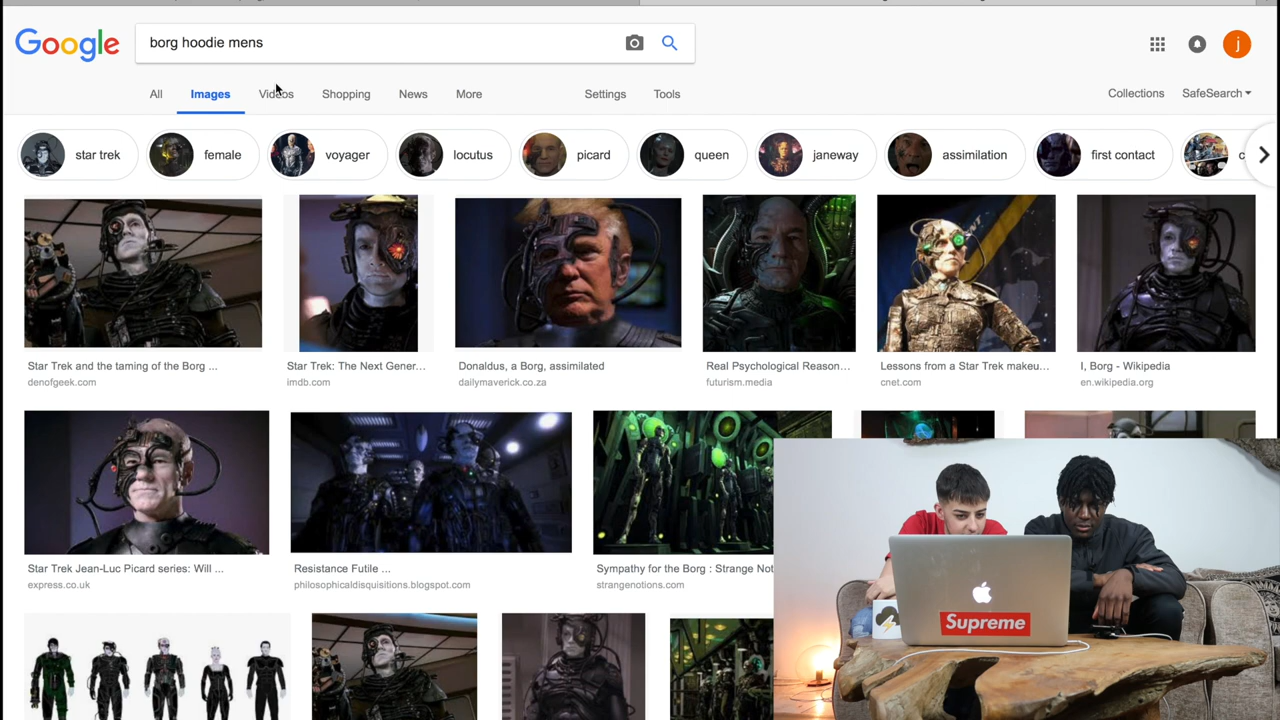 Google
borg hoodie mens
j
All
Images
Videos
Shopping
News
More
Settings
Tools
Collections
SafeSearch
star trek
female
voyager
locutus
picard
queen
janeway
assimilation
first contact
c
Star Trek and the taming of the Borg ...
denofgeek.com
Star Trek: The Next Gener...
imdb.com
Donaldus, a Borg, assimilated
dailymaverick.co.za
Real Psychological Reason...
futurism.media
Lessons from a Star Trek makeu...
cnet.com
I, Borg - Wikipedia
en.wikipedia.org
Star Trek Jean-Luc Picard series: Will ...
express.co.uk
Resistance Futile ...
philosophicaldisquisitions.blogspot.com
Sympathy for the Borg : Strange Not
strangenotions.com
Supreme